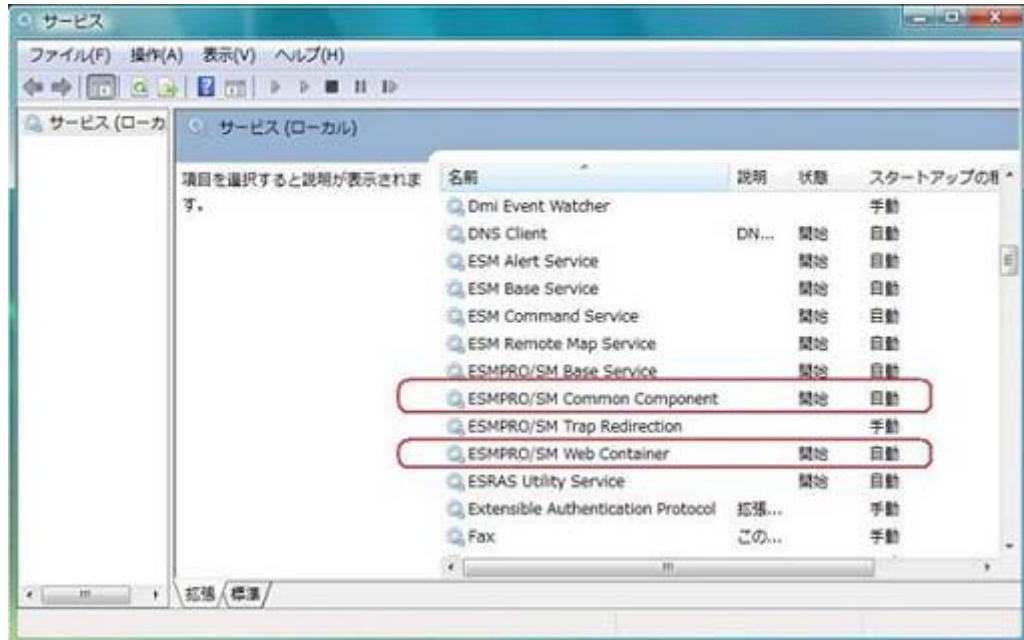 サービス
ファイル(F) 操作(A) 表示(V) ヘルプ(H)
サービス (ローカ
サービス (ローカル)
項目を選択すると説明が表示されま
す。
名前 説明 状態 スタートアップの種
Dmi Event Watcher 手動
DNS Client DN... 開始 自動
ESM Alert Service 開始 自動
ESM Base Service 開始 自動
ESM Command Service 開始 自動
ESM Remote Map Service 開始 自動
ESMPRO/SM Base Service 開始 自動
ESMPRO/SM Common Component 開始 自動
ESMPRO/SM Trap Redirection 手動
ESMPRO/SM Web Container 開始 自動
ESRAS Utility Service 開始 自動
Extensible Authentication Protocol 拡張... 手動
Fax この... 手動
拡張 標準